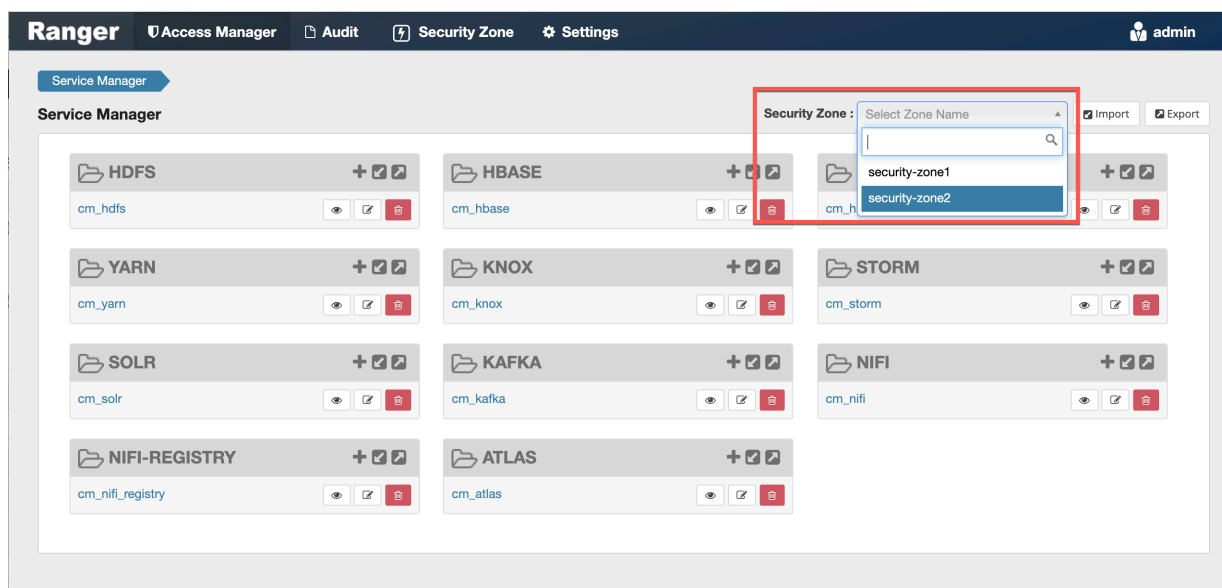 Ranger Access Manager Audit Security Zone Settings admin
Service Manager
Service Manager
Security Zone : Select Zone Name Import Export
security-zone1
security-zone2
HDFS HBASE
cm_hdfs cm_hbase cm_h
YARN KNOX STORM
cm_yarn cm_knox cm_storm
SOLR KAFKA NIFI
cm_solr cm_kafka cm_nifi
NIFI-REGISTRY ATLAS
cm_nifi_registry cm_atlas